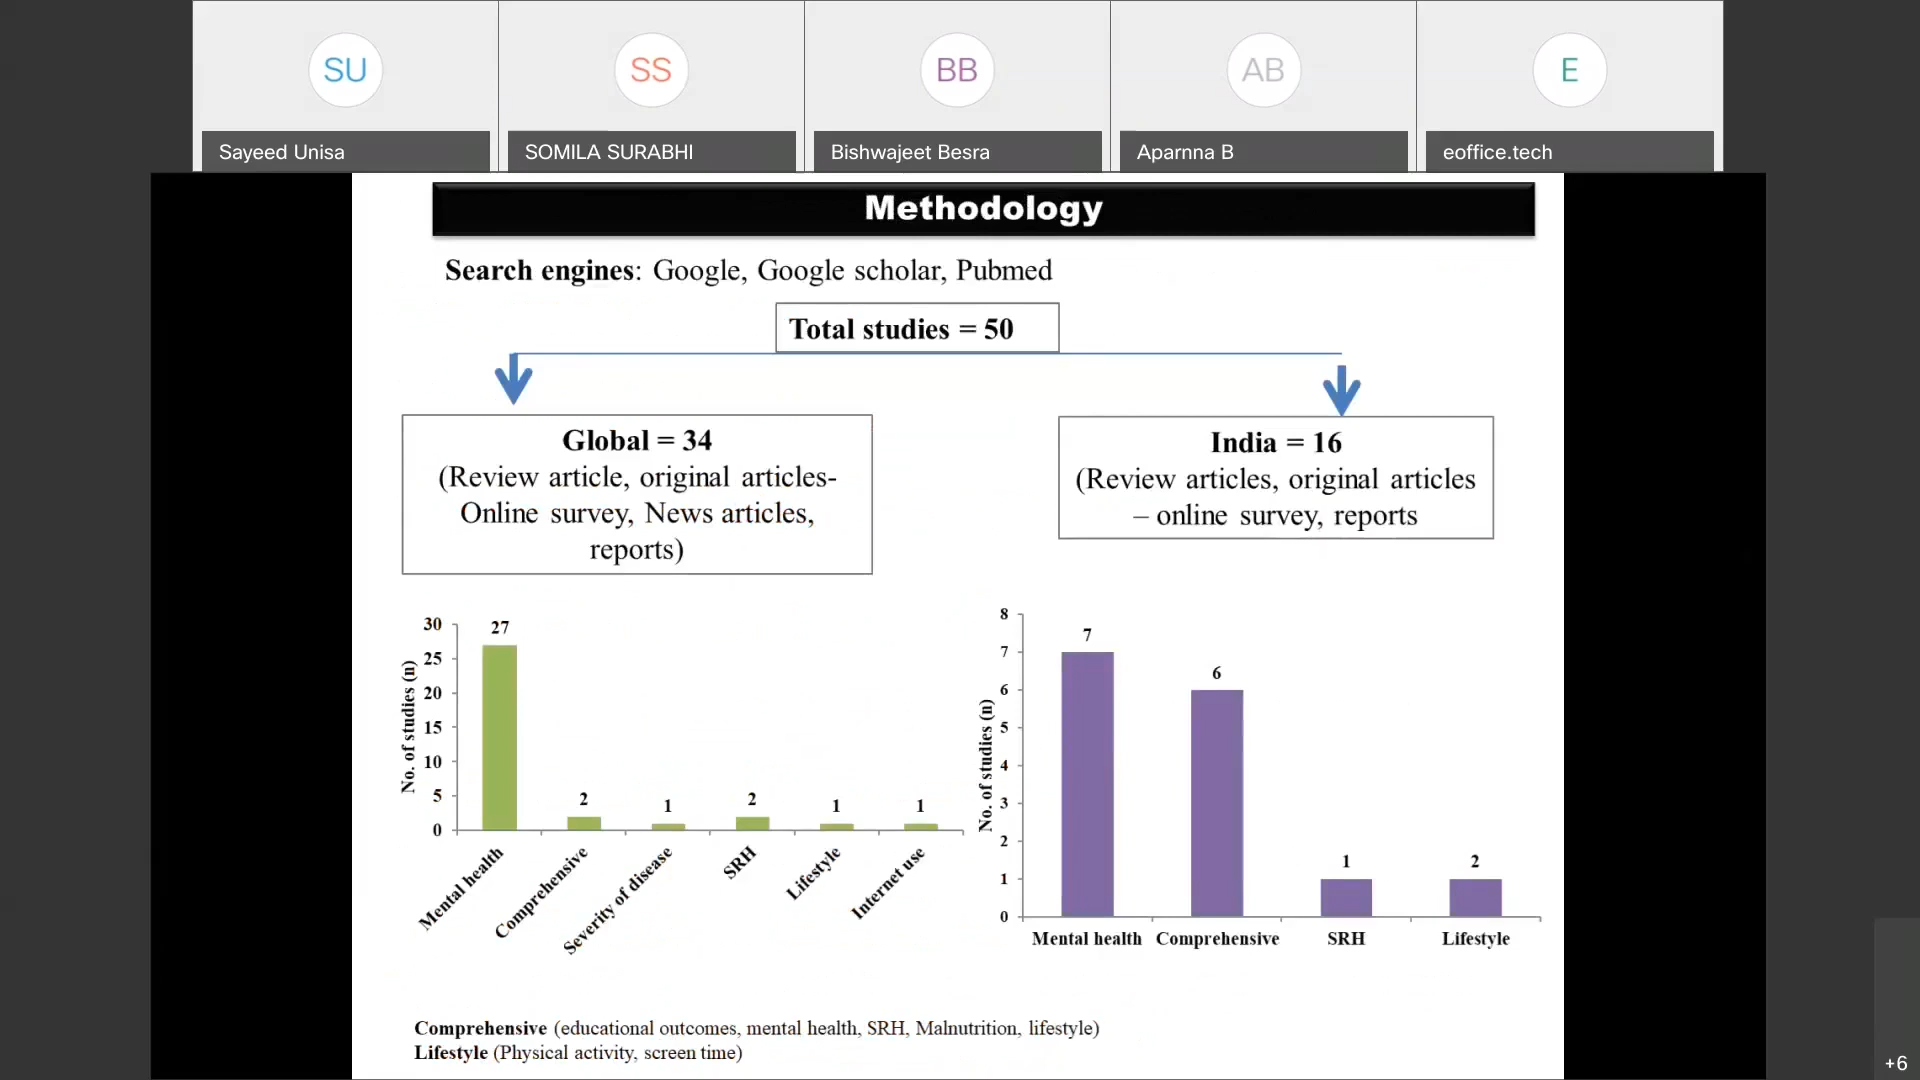 SU
SS
BB
AB
E
Sayeed Unisa
SOMILA SURABHI
Bishwajeet Besra
Aparnna B
eoffice.tech
Methodology
Search engines: Google, Google scholar, Pubmed
Total studies = 50
Global = 34
(Review article, original articles-
Online survey, News articles,
reports)
India = 16
(Review articles, original articles
– online survey, reports
No. of studies (n)
30
25
20
15
10
5
0
27
2
1
2
1
1
Mental health
Comprehensive
Severity of disease
SRH
Lifestyle
Internet use
No. of studies (n)
8
7
6
5
4
3
2
1
0
7
6
1
2
Mental health
Comprehensive
SRH
Lifestyle
Comprehensive (educational outcomes, mental health, SRH, Malnutrition, lifestyle)
Lifestyle (Physical activity, screen time)
+6